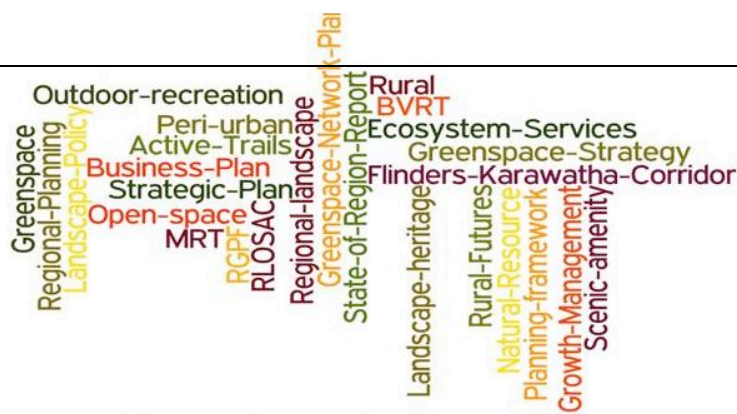 Outdoor-recreation
Peri-urban
Active-Trails
Business-Plan
Strategic-Plan
Open-space
MRT
Greenspace
Regional-Planning
Landscape-Policy
RGPF
RLOSAC
Regional-landscape
Greenspace-Network-Plan
State-of-Region-Report
Rural
BVRT
Ecosystem-Services
Greenspace-Strategy
Flinders-Karawatha-Corridor
Landscape-heritage
Rural-Futures
Natural-Resource
Planning-framework
Growth-Management
Scenic-amenity